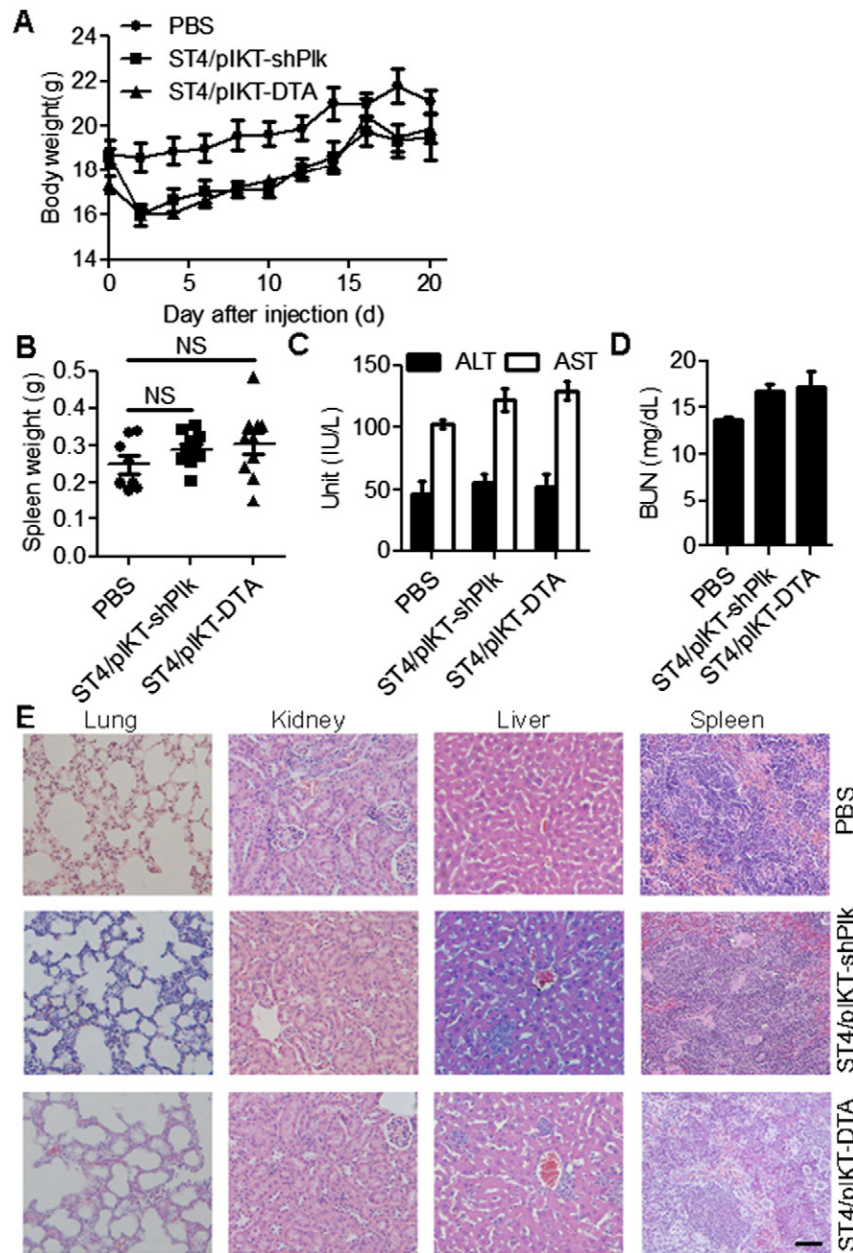 A
PBS
ST4/pIKT-shPlk
ST4/pIKT-DTA
Body weight(g)
24
22
20
18
16
14
0 5 10 15 20
Day after injection (d)
B
NS
NS
Spleen weight (g)
0.5
0.4
0.3
0.2
0.1
0.0
PBS
ST4/pIKT-shPlk
ST4/pIKT-DTA
C
ALT AST
Unit (IU/L)
150
100
50
0
PBS
ST4/pIKT-shPlk
ST4/pIKT-DTA
D
BUN (mg/dL)
20
15
10
5
0
PBS
ST4/pIKT-shPlk
ST4/pIKT-DTA
E
Lung Kidney Liver Spleen
PBS
ST4/pIKT-shPlk
ST4/pIKT-DTA